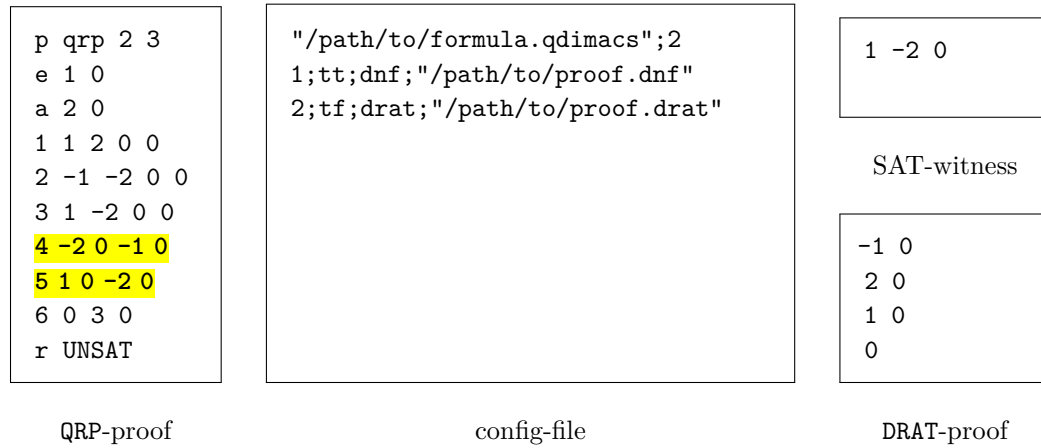 p qrp 2 3
e 1 0
a 2 0
1 1 2 0 0
2 -1 -2 0 0
3 1 -2 0 0
4 -2 0 -1 0
5 1 0 -2 0
6 0 3 0
r UNSAT
QRP-proof
"/path/to/formula.qdimacs";2
1;tt;dnf;"/path/to/proof.dnf"
2;tf;drat;"/path/to/proof.drat"
config-file
1 -2 0
SAT-witness
-1 0
2 0
1 0
0
DRAT-proof